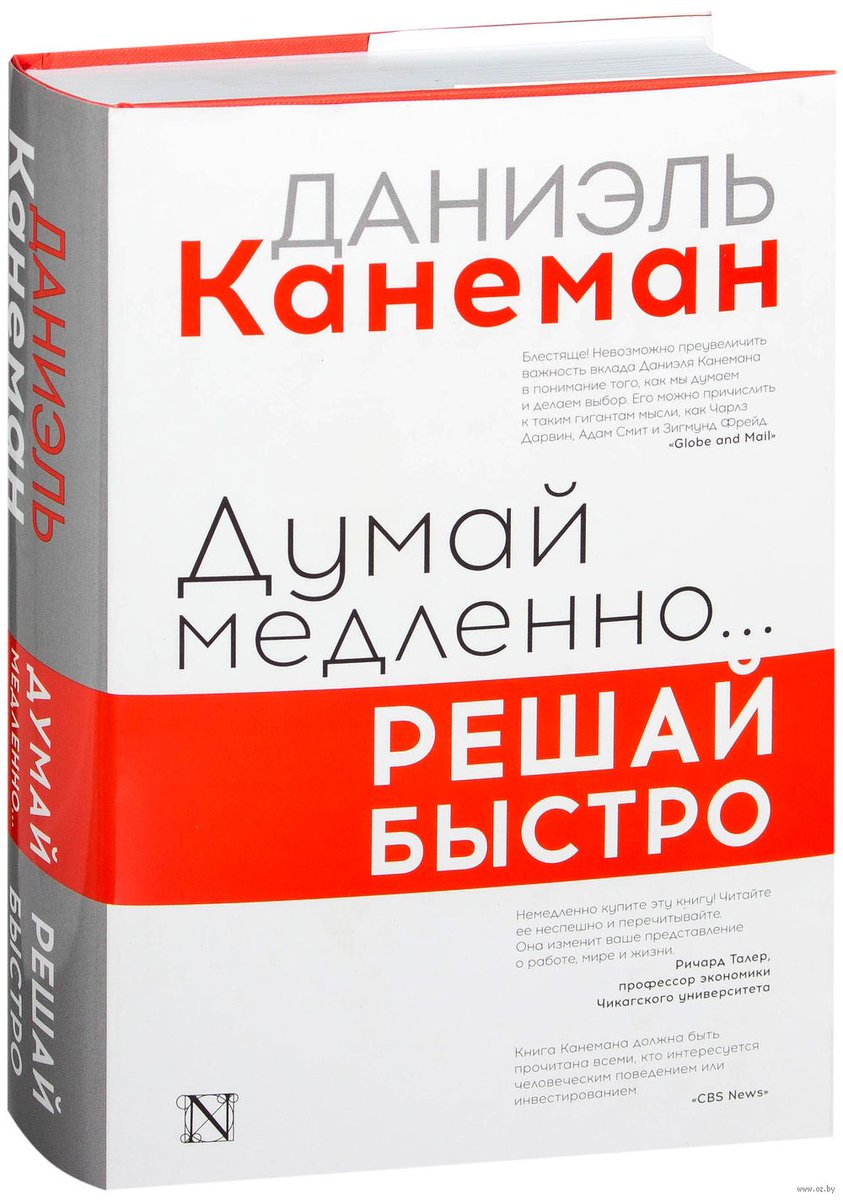 ДАНИЭЛЬ
Канеман
Блестяще! Невозможно преувеличить
важность вклада Даниэля Канемана
в понимание того, как мы думаем
и делаем выбор. Его можно причислить
к таким гигантам мысли, как Чарлз
Дарвин, Адам Смит и Зигмунд Фрейд.
«Globe and Mail»
Думай
медленно...
РЕШАЙ
БЫСТРО
Немедленно купите эту книгу! Читайте
ее неспешно и перечитывайте.
Она изменит ваше представление
о работе, мире и жизни.
Ричард Талер,
профессор экономики
Чикагского университета
Книга Канемана должна быть
прочитана всеми, кто интересуется
человеческим поведением или
инвестированием.
«CBS News»
N
ДАНИЭЛЬ
Канеман
ДУМАЙ
МЕДЛЕННО...
РЕШАЙ
БЫСТРО
www.oz.by